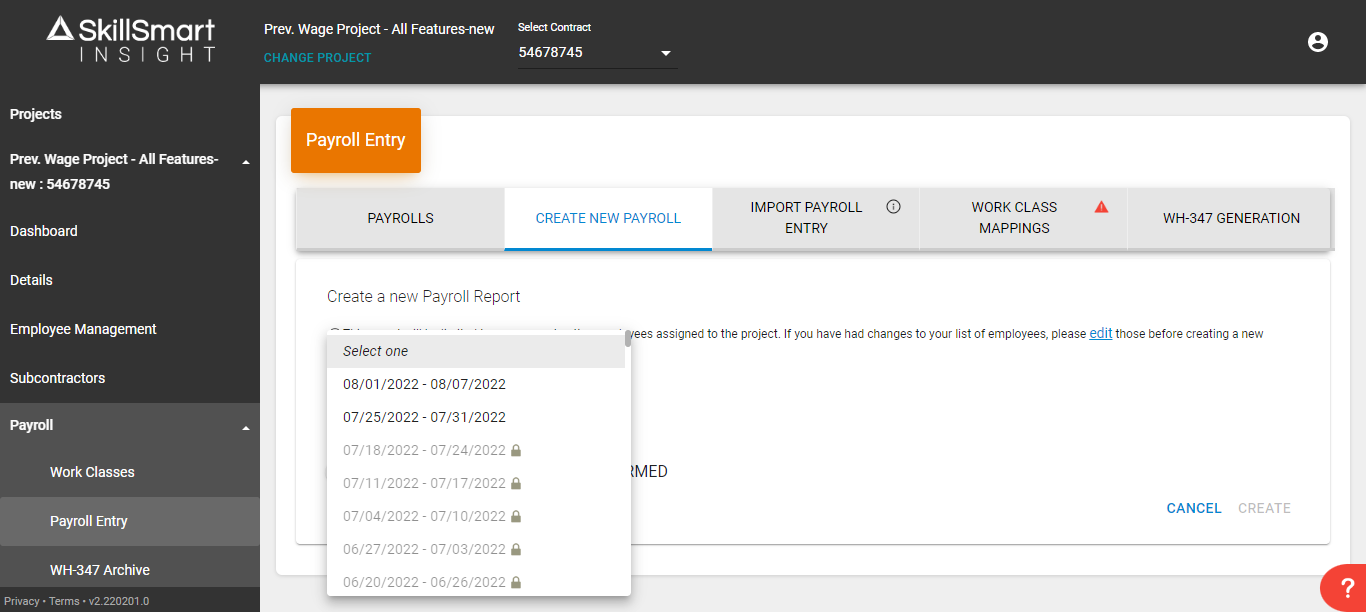 SkillSmart
INSIGHT
Prev. Wage Project - All Features-new
CHANGE PROJECT
Select Contract
54678745
Projects
Prev. Wage Project - All Features-
new : 54678745
Dashboard
Details
Employee Management
Subcontractors
Payroll
Work Classes
Payroll Entry
WH-347 Archive
Privacy • Terms • v2.220201.0
Payroll Entry
PAYROLLS
CREATE NEW PAYROLL
IMPORT PAYROLL
ENTRY
WORK CLASS
MAPPINGS
WH-347 GENERATION
Create a new Payroll Report
assigned to the project. If you have had changes to your list of employees, please edit those before creating a new
Select one
08/01/2022 - 08/07/2022
07/25/2022 - 07/31/2022
07/18/2022 - 07/24/2022
07/11/2022 - 07/17/2022
07/04/2022 - 07/10/2022
06/27/2022 - 07/03/2022
06/20/2022 - 06/26/2022
RMED
CANCEL
CREATE
?